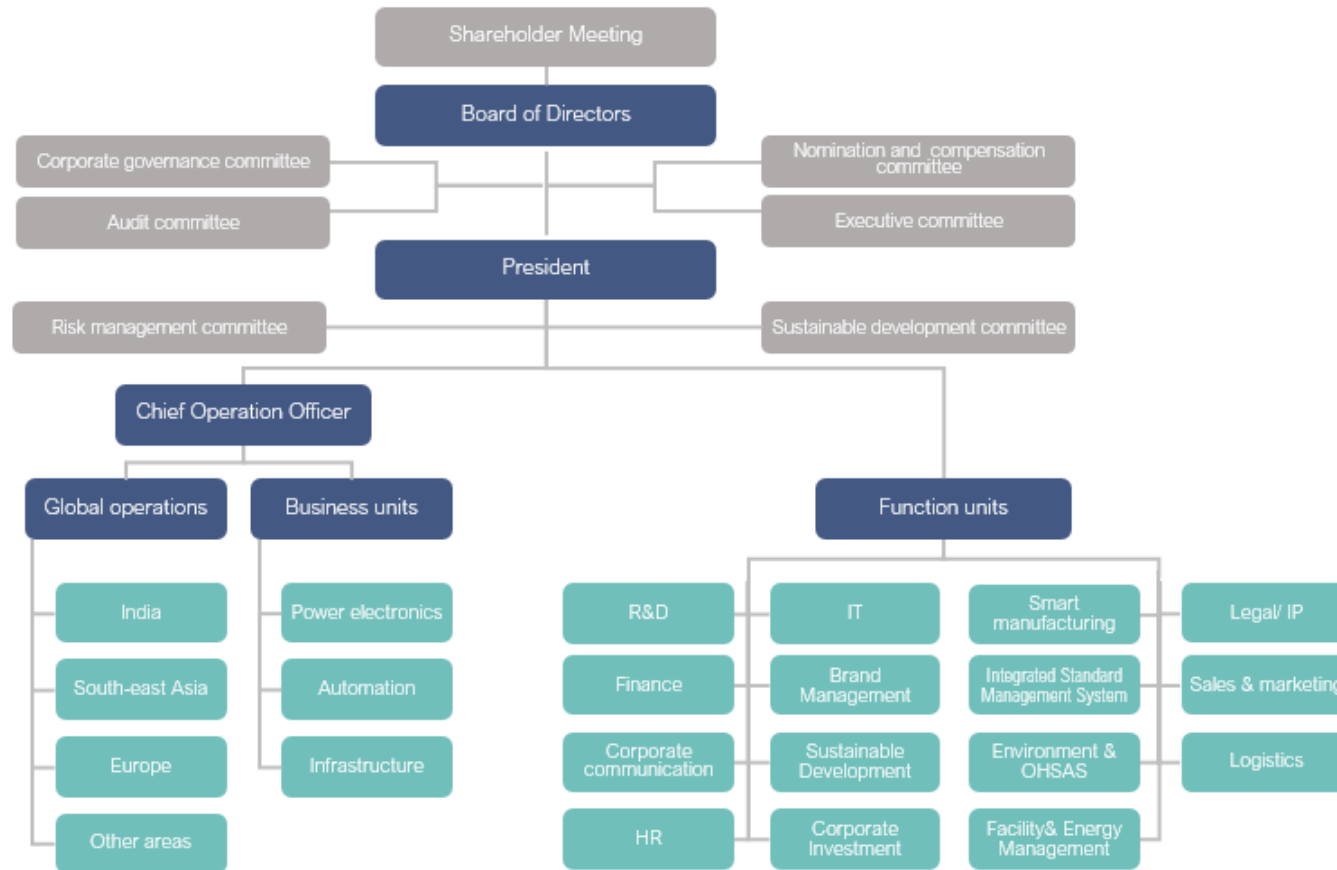 Shareholder Meeting
Board of Directors
Corporate governance committee
Nomination and compensation
committee
Audit committee
Executive committee
President
Risk management committee
Sustainable development committee
Chief Operation Officer
Global operations
Business units
Function units
India
Power electronics
R&D
IT
Smart
manufacturing
Legal/ IP
South-east Asia
Automation
Finance
Brand
Management
Integrated Standard
Management System
Sales & marketing
Europe
Infrastructure
Corporate
communication
Sustainable
Development
Environment &
OHSAS
Logistics
Other areas
HR
Corporate
Investment
Facility& Energy
Management